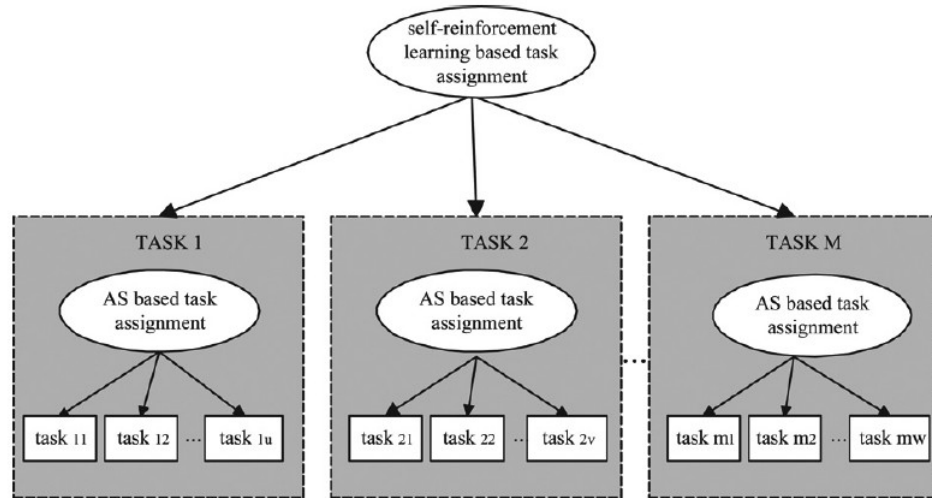 self-reinforcement
learning based task
assignment
TASK 1
TASK 2
TASK M
AS based task
assignment
AS based task
assignment
AS based task
assignment
...
task 11
task 12
...
task 1u
task 21
task 22
...
task 2v
task m1
task m2
...
task mw